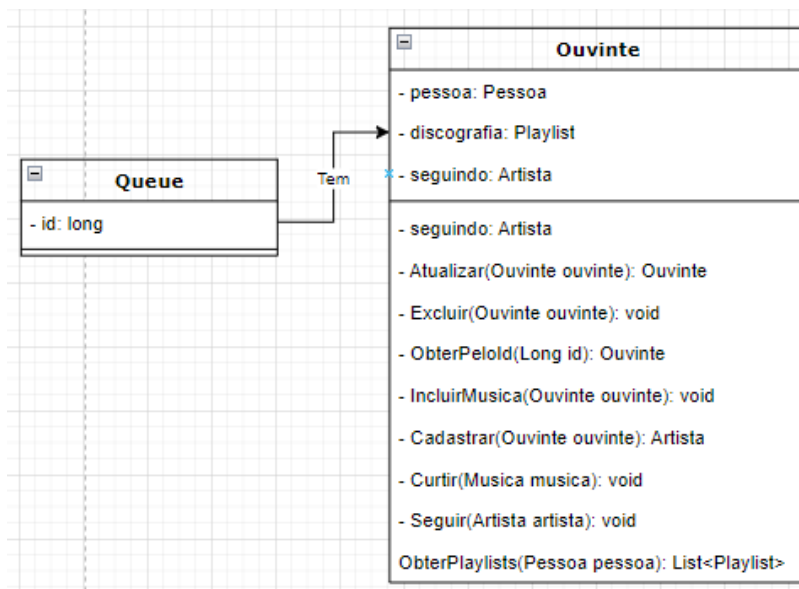 Queue
- id: long
Tem
Ouvinte
- pessoa: Pessoa
- discografia: Playlist
- seguindo: Artista
- seguindo: Artista
- Atualizar(Ouvinte ouvinte): Ouvinte
- Excluir(Ouvinte ouvinte): void
- ObterPeloId(Long id): Ouvinte
- IncluirMusica(Ouvinte ouvinte): void
- Cadastrar(Ouvinte ouvinte): Artista
- Curtir(Musica musica): void
- Seguir(Artista artista): void
ObterPlaylists(Pessoa pessoa): List<Playlist>